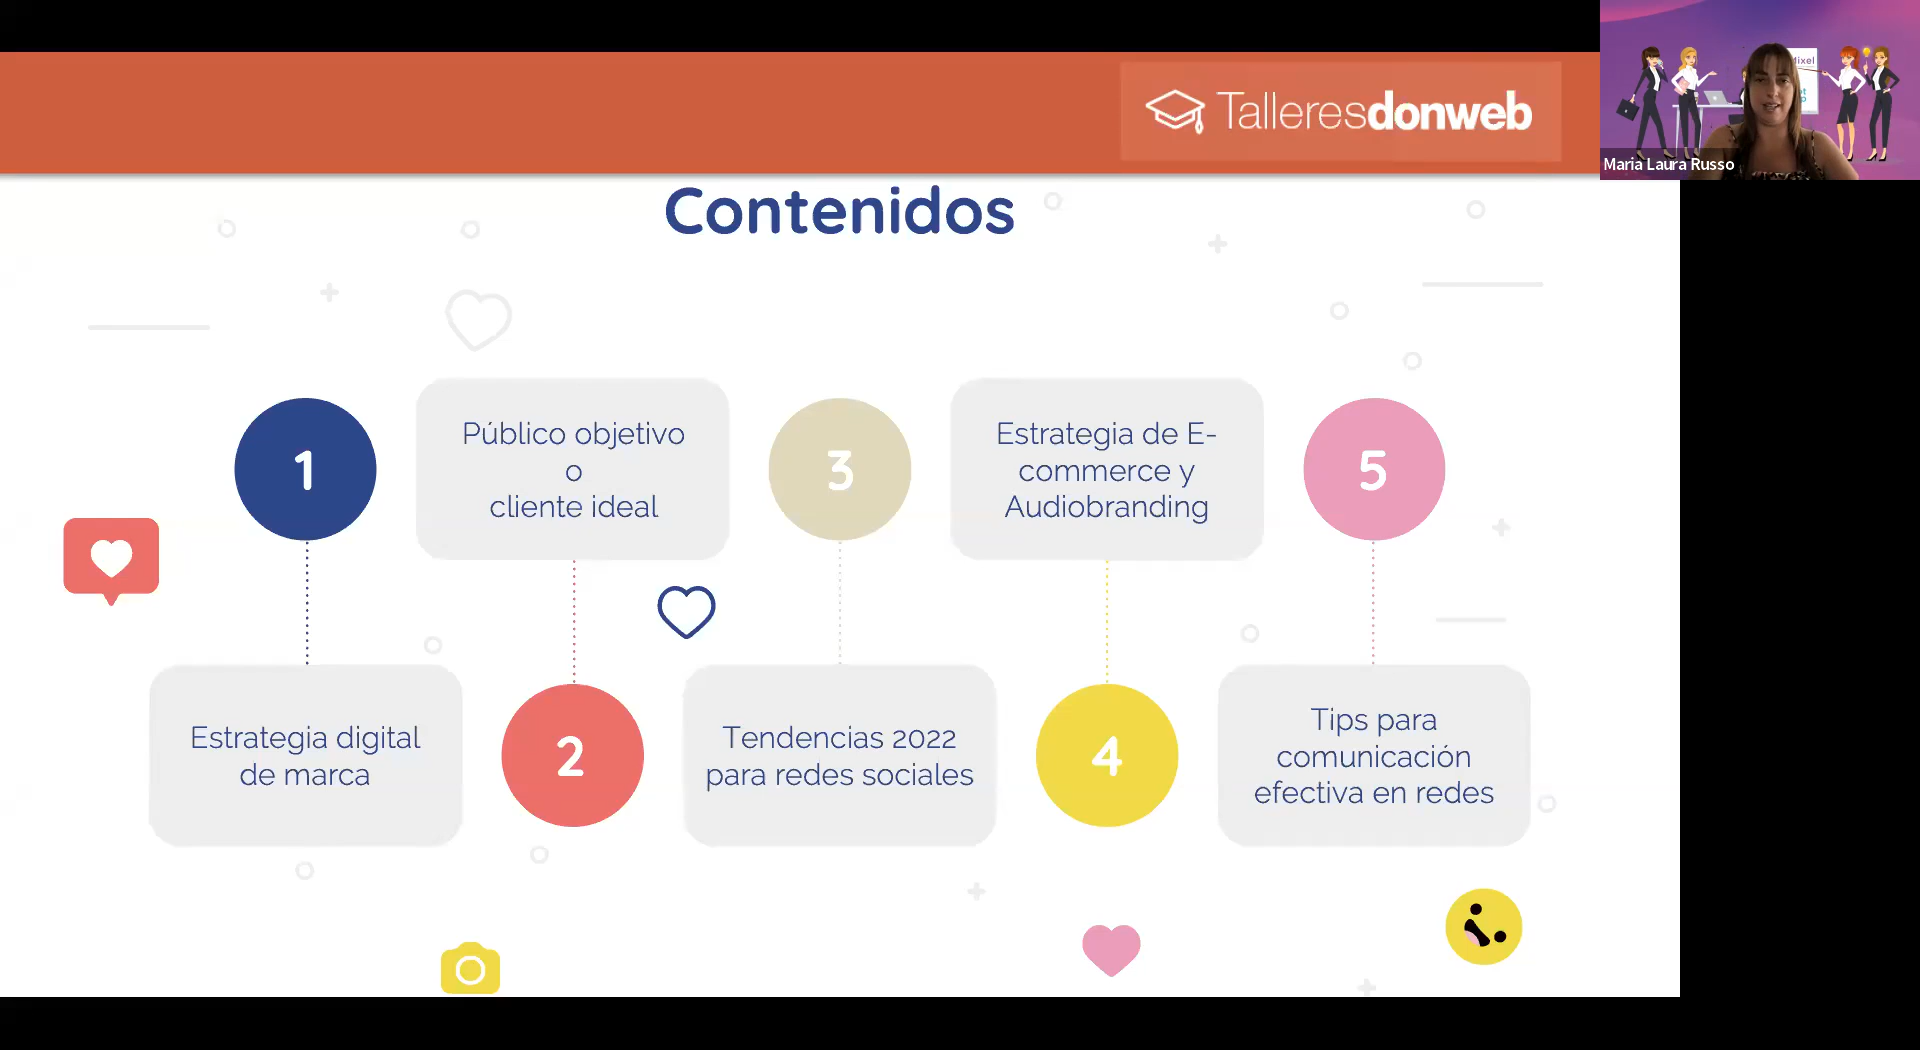 Talleresdonweb
Maria Laura Russo
Contenidos
1
Estrategia digital
de marca
Público objetivo
o
cliente ideal
2
3
Tendencias 2022
para redes sociales
Estrategia de E-
commerce y
Audiobranding
4
5
Tips para
comunicación
efectiva en redes